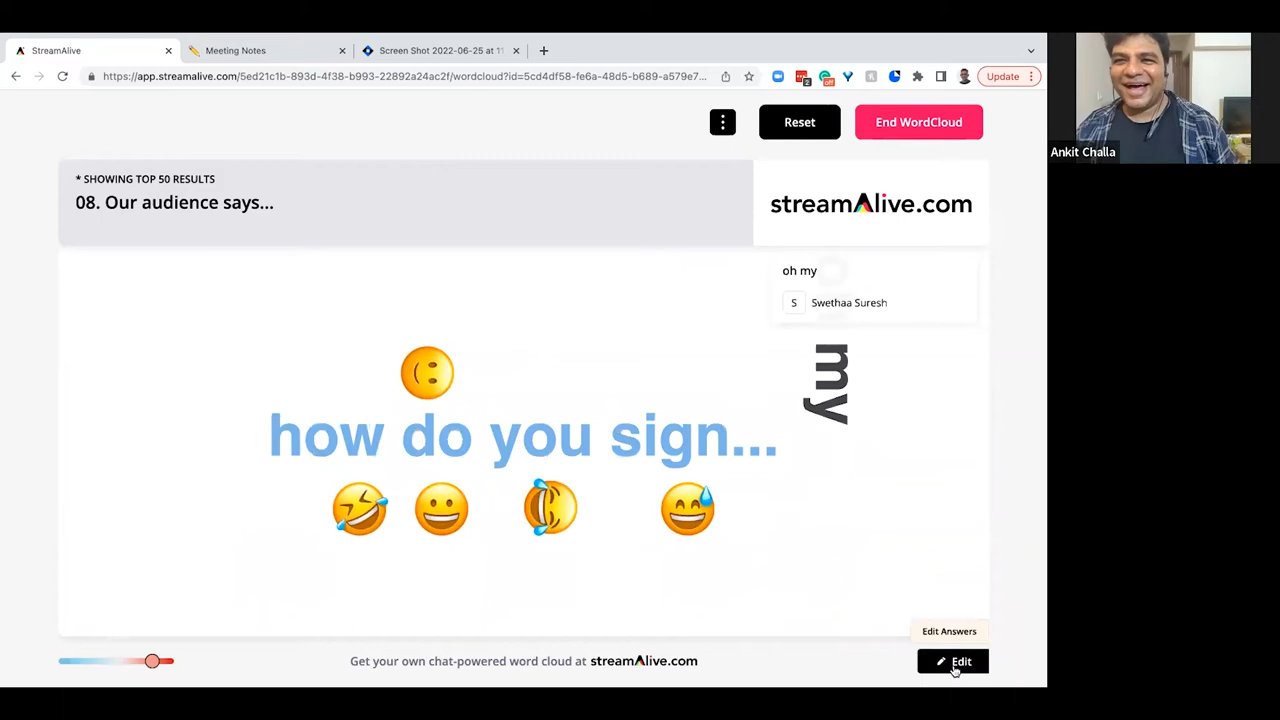 StreamAlive
Meeting Notes
Screen Shot 2022-06-25 at 11
https://app.streamalive.com/5ed21c1b-893d-4f38-b993-22892a24ac2f/wordcloud?id=5cd4df58-fe6a-48d5-b689-a579e7...
2
off
Update
Reset
End WordCloud
Ankit Challa
* SHOWING TOP 50 RESULTS
08. Our audience says...
streamAlive.com
oh my
S
Swethaa Suresh
my
how do you sign...
Edit Answers
Get your own chat-powered word cloud at streamAlive.com
Edit